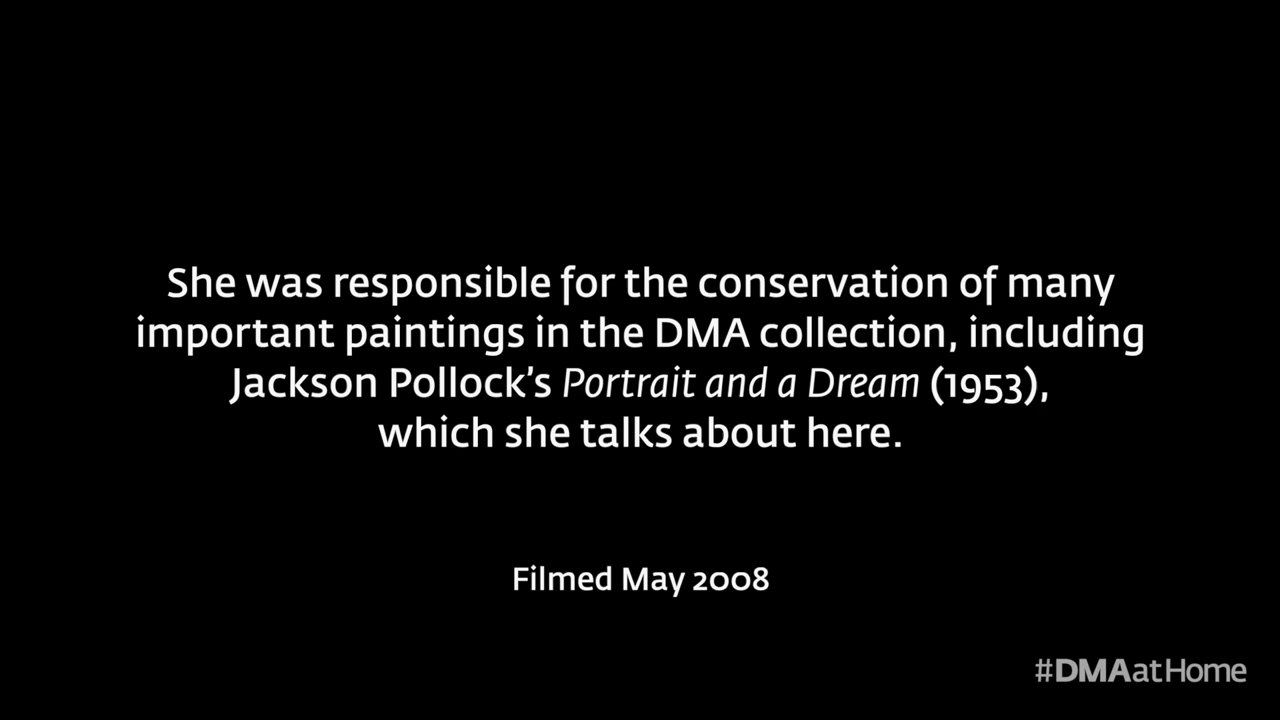 She was responsible for the conservation of many
important paintings in the DMA collection, including
Jackson Pollock’s Portrait and a Dream (1953),
which she talks about here.
Filmed May 2008
#DMAatHome